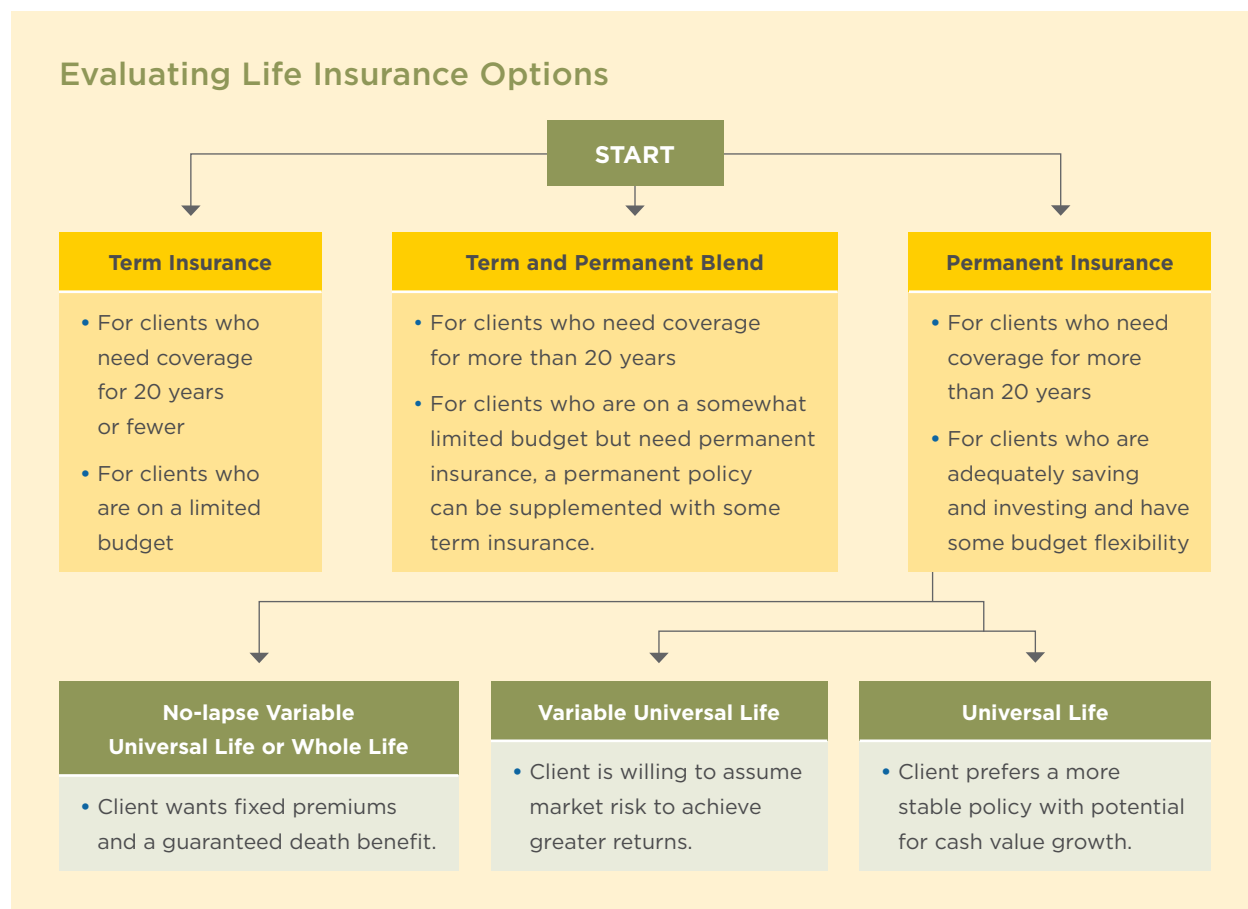 Evaluating Life Insurance Options
START
Term Insurance
• For clients who
need coverage
for 20 years
or fewer
• For clients who
are on a limited
budget
Term and Permanent Blend
• For clients who need coverage
for more than 20 years
• For clients who are on a somewhat
limited budget but need permanent
insurance, a permanent policy
can be supplemented with some
term insurance.
Permanent Insurance
• For clients who need
coverage for more
than 20 years
• For clients who are
adequately saving
and investing and have
some budget flexibility
No-lapse Variable
Universal Life or Whole Life
• Client wants fixed premiums
and a guaranteed death benefit.
Variable Universal Life
• Client is willing to assume
market risk to achieve
greater returns.
Universal Life
• Client prefers a more
stable policy with potential
for cash value growth.